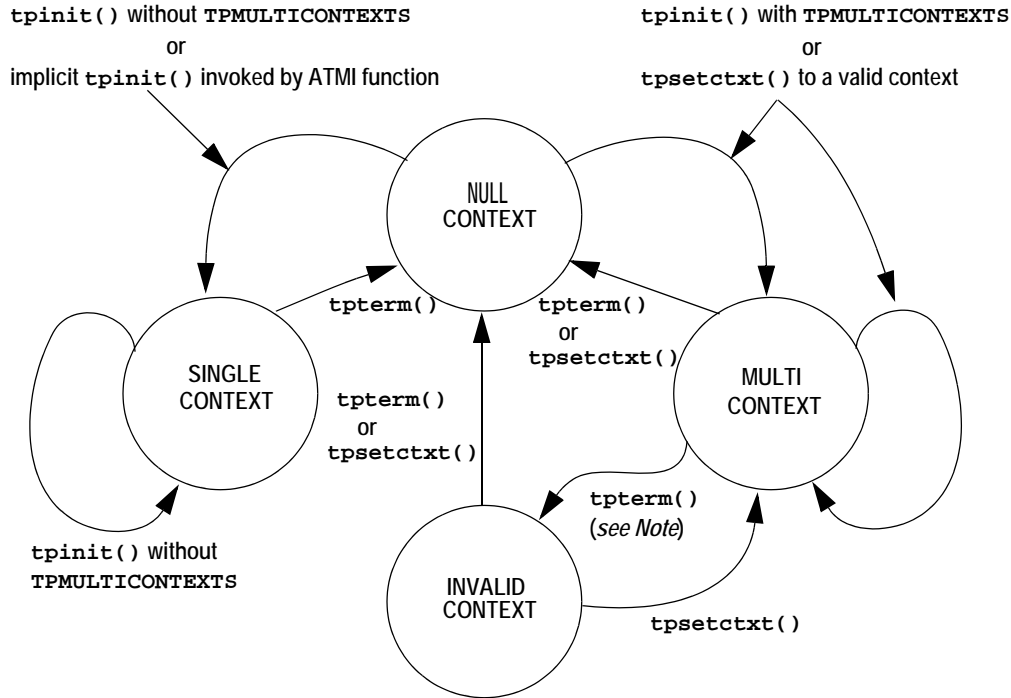 tpinit() without TPMULTICONTEXTS
or
implicit tpinit() invoked by ATMI function
tpinit() with TPMULTICONTEXTS
or
tpsetctxt() to a valid context
NULL
CONTEXT
tpterm()
tpterm()
or
tpsetctxt()
SINGLE
CONTEXT
MULTI
CONTEXT
tpterm()
or
tpsetctxt()
tpterm()
(see Note)
tpinit() without
TPMULTICONTEXTS
INVALID
CONTEXT
tpsetctxt()